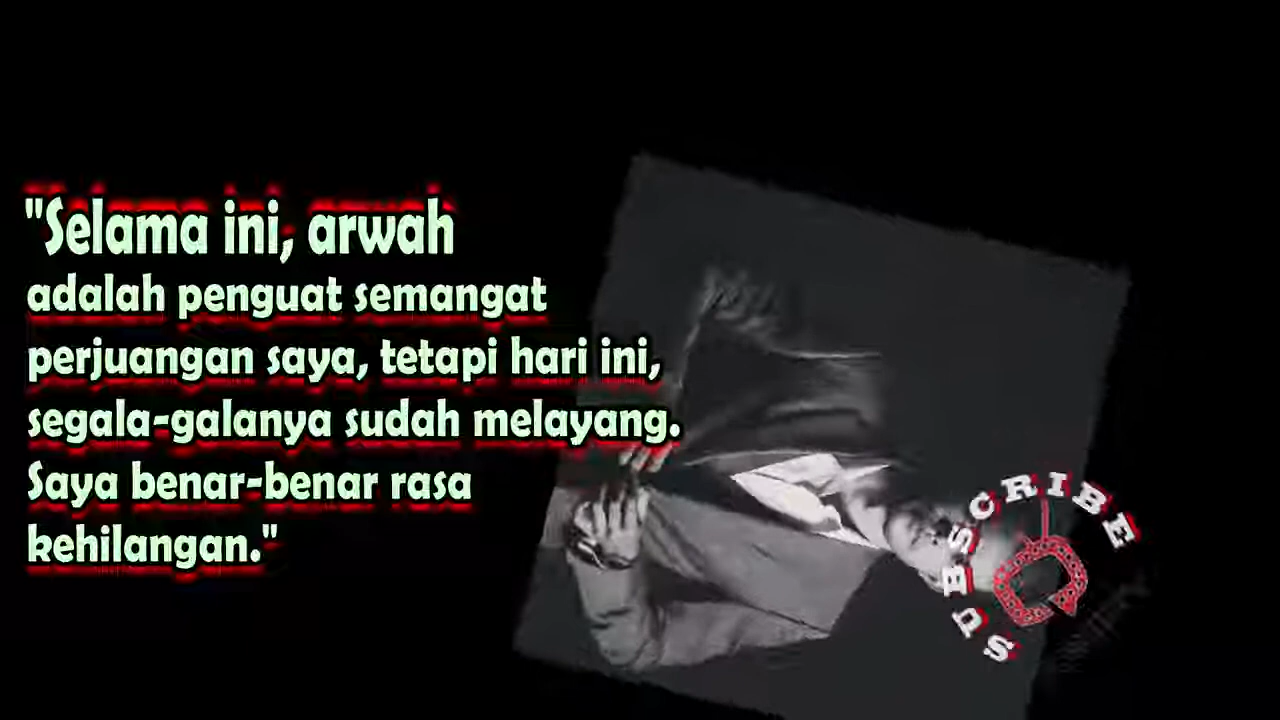 "Selama ini, arwah
adalah penguat semangat
perjuangan saya, tetapi hari ini,
segala-galanya sudah melayang.
Saya benar-benar rasa
kehilangan."
SUBSCRIBE